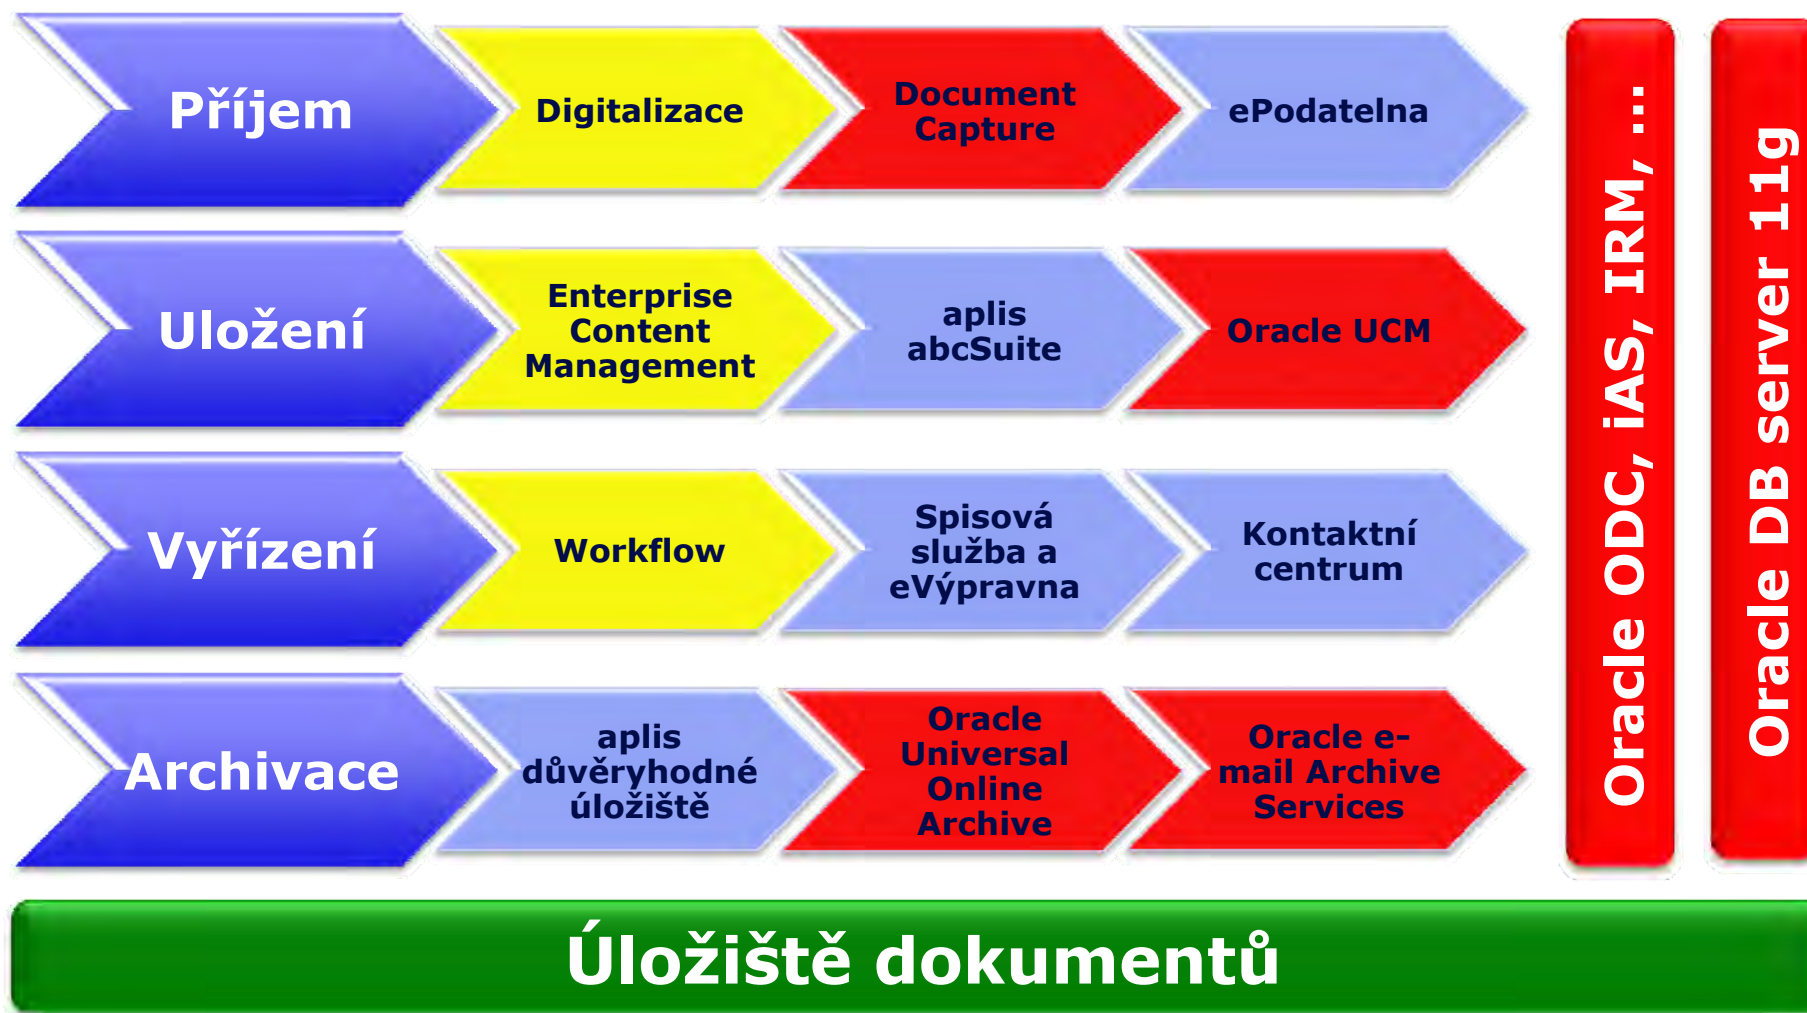 Příjem
Digitalizace
Document
Capture
ePodatelna
Uložení
Enterprise
Content
Management
aplis
abcSuite
Oracle UCM
Vyřízení
Workflow
Spisová
služba a
eVýpravna
Kontaktní
centrum
Archivace
aplis
důvěryhodné
úložiště
Oracle
Universal
Online
Archive
Oracle e-
mail Archive
Services
Oracle ODC, iAS, IRM, ...
Oracle DB server 11g
Úložiště dokumentů